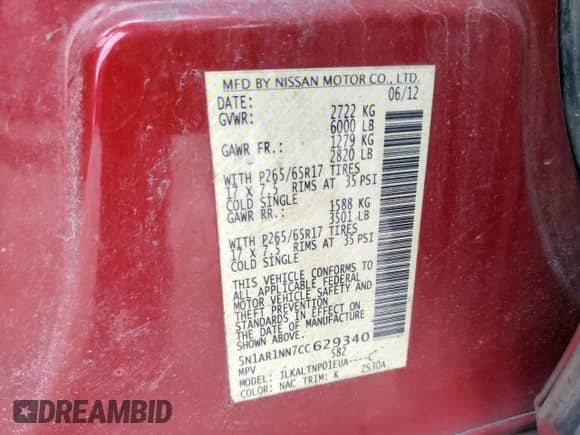 MFD BY NISSAN MOTOR CO., LTD.
DATE: 06/12
GVWR: 2722 KG
6000 LB
GAWR FR.: 1279 KG
2820 LB
WITH P265/65R17 TIRES
17 X 7.5 RIMS AT 35 PSI
COLD SINGLE
GAWR RR.: 1588 KG
3501 LB
WITH P265/65R17 TIRES
17 X 7.5 RIMS AT 35 PSI
COLD SINGLE
THIS VEHICLE CONFORMS TO
ALL APPLICABLE FEDERAL
MOTOR VEHICLE SAFETY AND
THEFT PREVENTION
STANDARDS IN EFFECT ON
THE DATE OF MANUFACTURE
SHOWN ABOVE.
5N1AR1NN7CC629340
MPV 582
MODEL: JLKALTNPD1EUA----C
COLOR: NAC TRIM: K ZS30A
DREAMBID